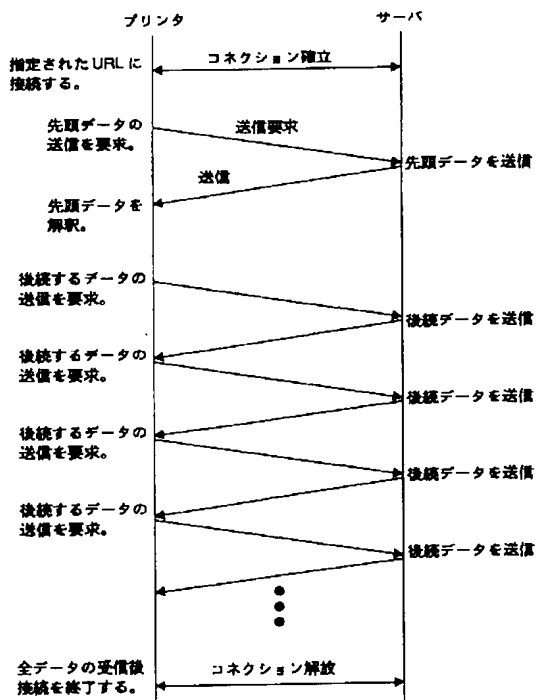 プリンタ
サーバ
指定されたURLに
接続する。
コネクション確立
先頭データの
送信を要求。
送信要求
先頭データを送信
送信
先頭データを
解釈。
後続するデータの
送信を要求。
後続データを送信
後続するデータの
送信を要求。
後続データを送信
後続するデータの
送信を要求。
後続データを送信
後続するデータの
送信を要求。
後続データを送信
全データの受信後
接続を終了する。
コネクション解放